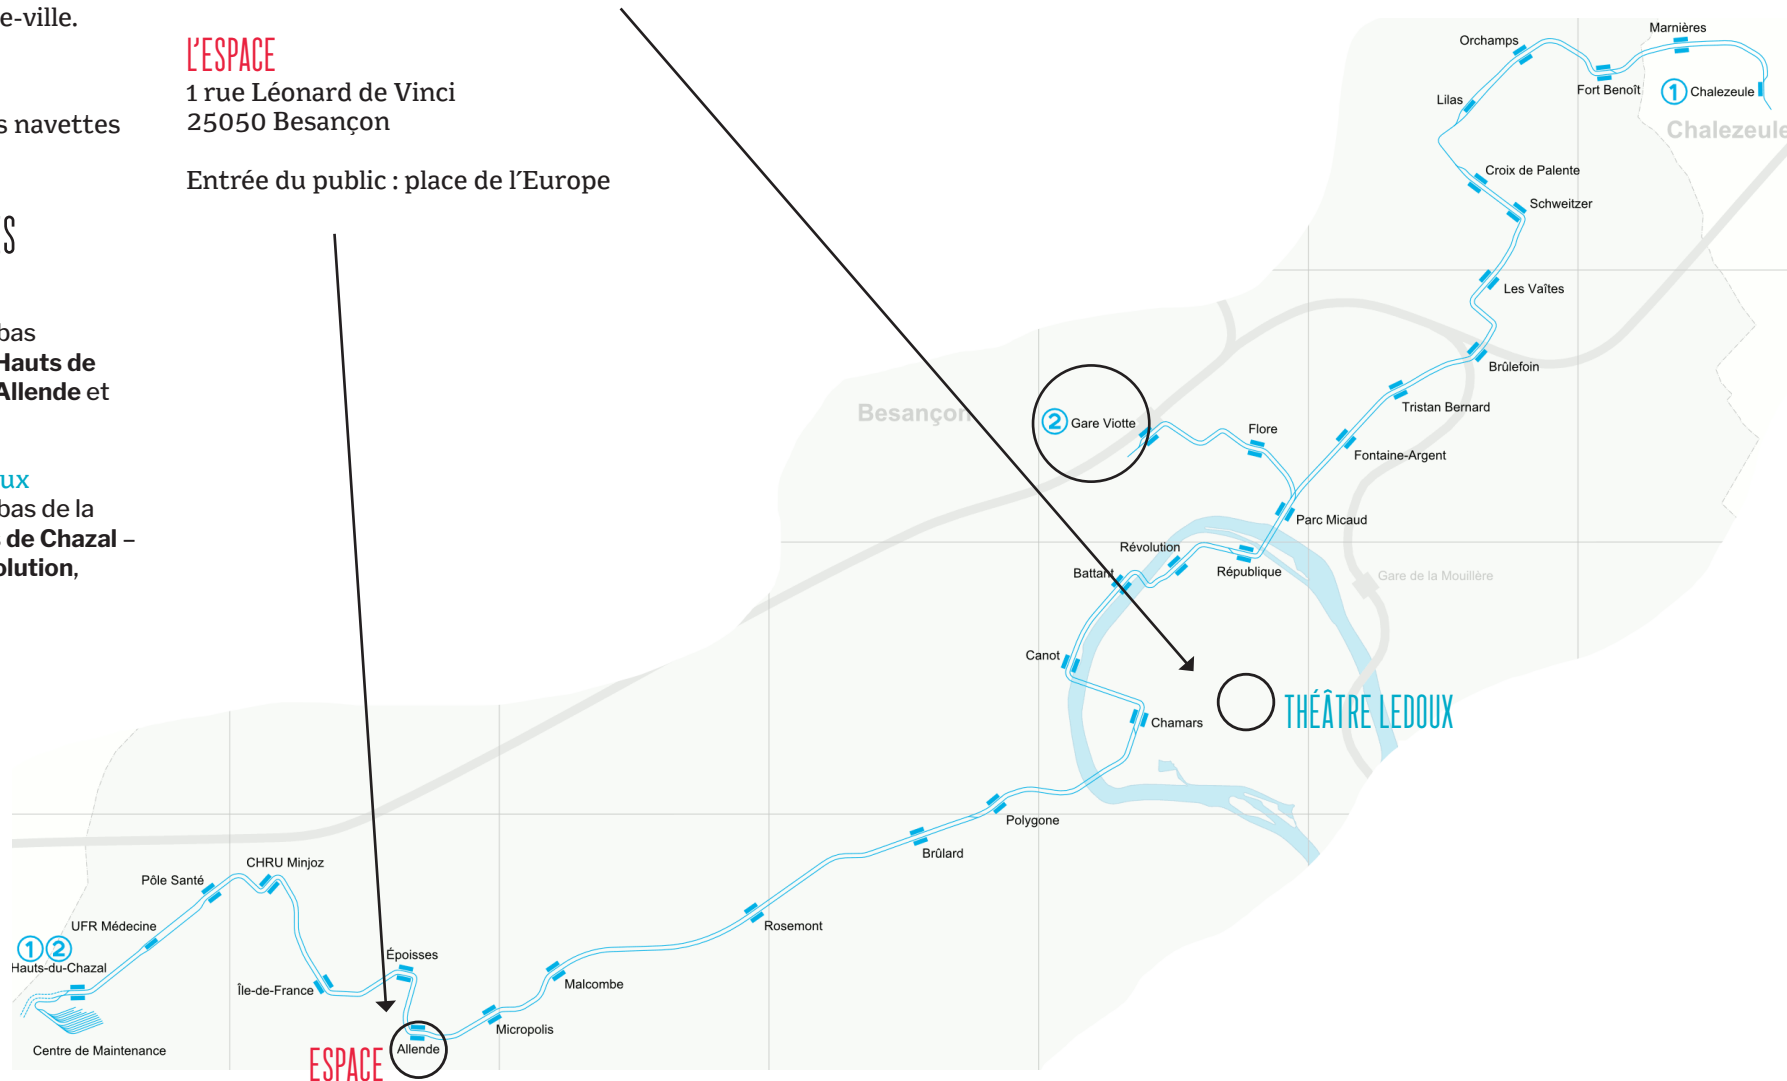 e-ville.
s navettes
ES
bas
Hauts de
Allende et
ux
bas de la
s de Chazal –
olution,
L'ESPACE
1 rue Léonard de Vinci
25050 Besançon
Entrée du public : place de l'Europe
Marnières
Orchamps
Fort Benoît
1 Chalezeule
Chalezeule
Lilas
Croix de Palente
Schweitzer
Les Vaîtes
Brûlefoin
Tristan Bernard
Besançon
2 Gare Viotte
Flore
Fontaine-Argent
Parc Micaud
Révolution
République
Battant
Gare de la Mouillère
Canot
Chamars
THÉÂTRE LEDOUX
Polygone
Brûlard
CHRU Minjoz
Pôle Santé
UFR Médecine
Rosemont
1 2
Hauts-du-Chazal
Époisses
Île-de-France
Malcombe
Micropolis
Centre de Maintenance
Allende
ESPACE